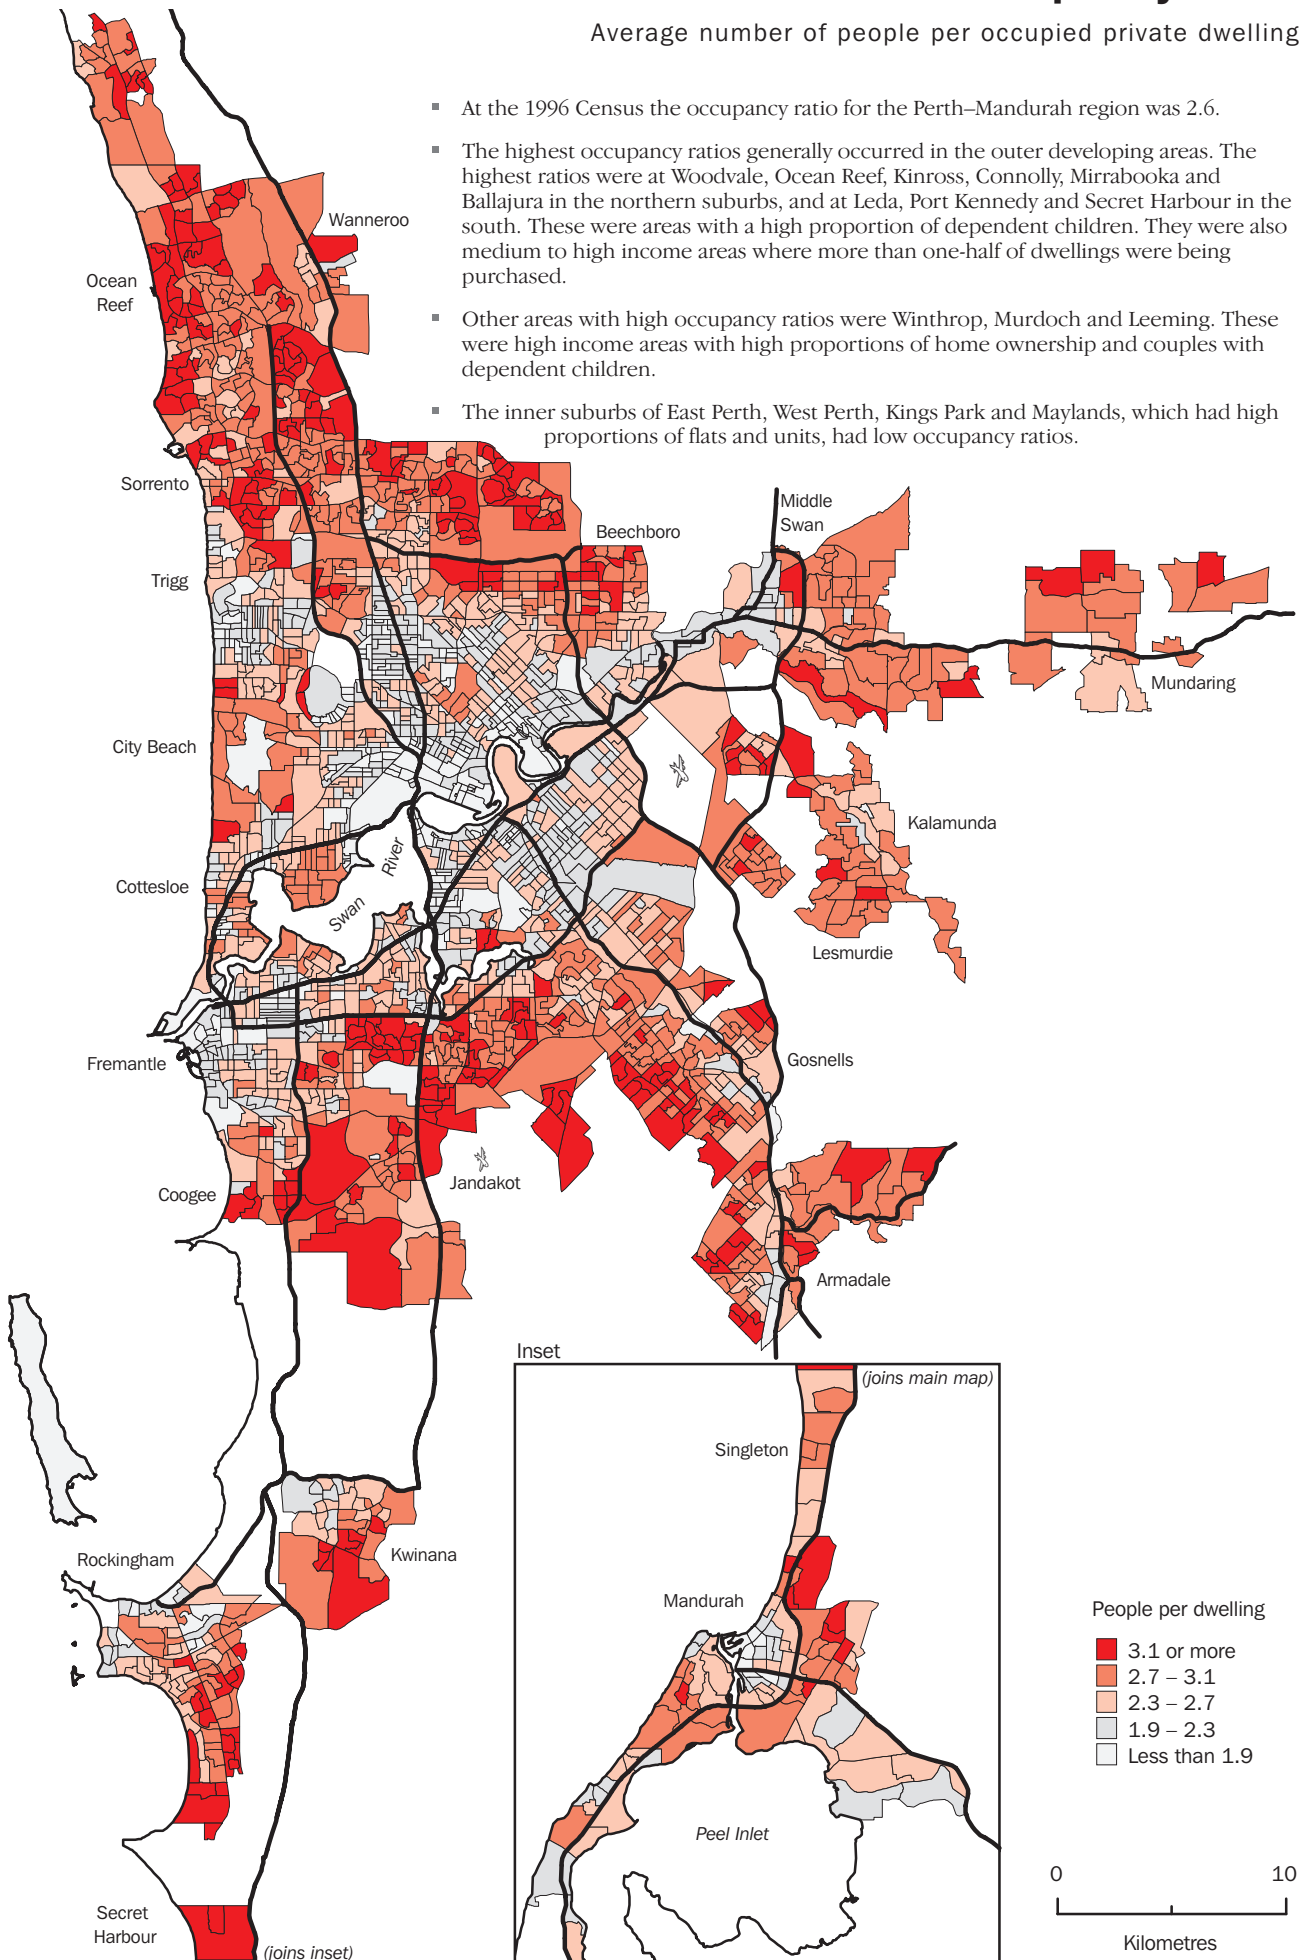 Average number of people per occupied private dwelling
At the 1996 Census the occupancy ratio for the Perth–Mandurah region was 2.6.
The highest occupancy ratios generally occurred in the outer developing areas. The
highest ratios were at Woodvale, Ocean Reef, Kinross, Connolly, Mirrabooka and
Ballajura in the northern suburbs, and at Leda, Port Kennedy and Secret Harbour in the
south. These were areas with a high proportion of dependent children. They were also
medium to high income areas where more than one-half of dwellings were being
purchased.
Other areas with high occupancy ratios were Winthrop, Murdoch and Leeming. These
were high income areas with high proportions of home ownership and couples with
dependent children.
The inner suburbs of East Perth, West Perth, Kings Park and Maylands, which had high
proportions of flats and units, had low occupancy ratios.
Wanneroo
Ocean
Reef
Sorrento
Middle
Swan
Beechboro
Trigg
Mundaring
City Beach
Kalamunda
River
Cottesloe
Swan
Lesmurdie
Fremantle
Gosnells
Jandakot
Coogee
Armadale
Inset
(joins main map)
Singleton
Rockingham
Kwinana
Mandurah
People per dwelling
3.1 or more
2.7 – 3.1
2.3 – 2.7
1.9 – 2.3
Less than 1.9
Peel Inlet
0 10
Kilometres
Secret
Harbour
(joins inset)